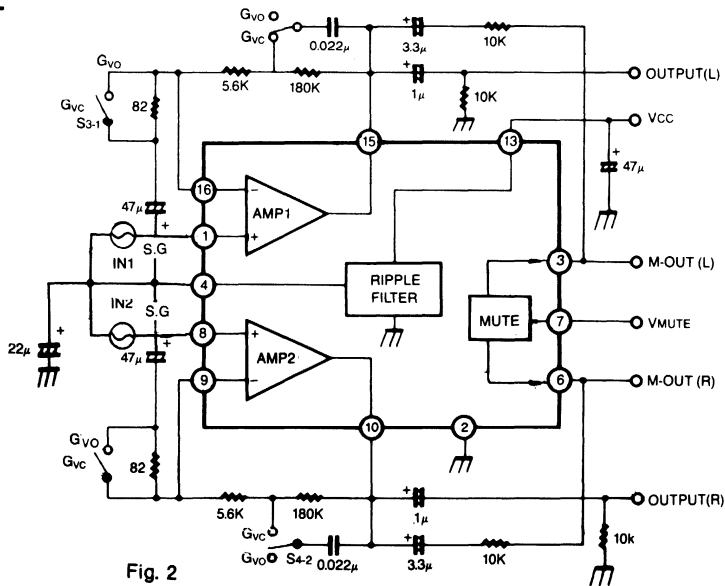 GVO
GVC
0.022μ
+
3.3μ
10K
GVO
GVC
S3-1
82
5.6K
180K
+
1μ
10K
OUTPUT(L)
VCC
+
47μ
15
13
16
−
AMP1
1
+
47μ
+
S.G
IN1
4
RIPPLE
FILTER
3
M-OUT (L)
MUTE
7
VMUTE
6
M-OUT (R)
IN2
S.G
+
22μ
47μ
+
8
+
AMP2
9
−
10
2
GVO
GVC
82
5.6K
180K
+
1μ
OUTPUT(R)
10k
GVC
GVO
S4-2
0.022μ
+
3.3μ
10K
Fig. 2